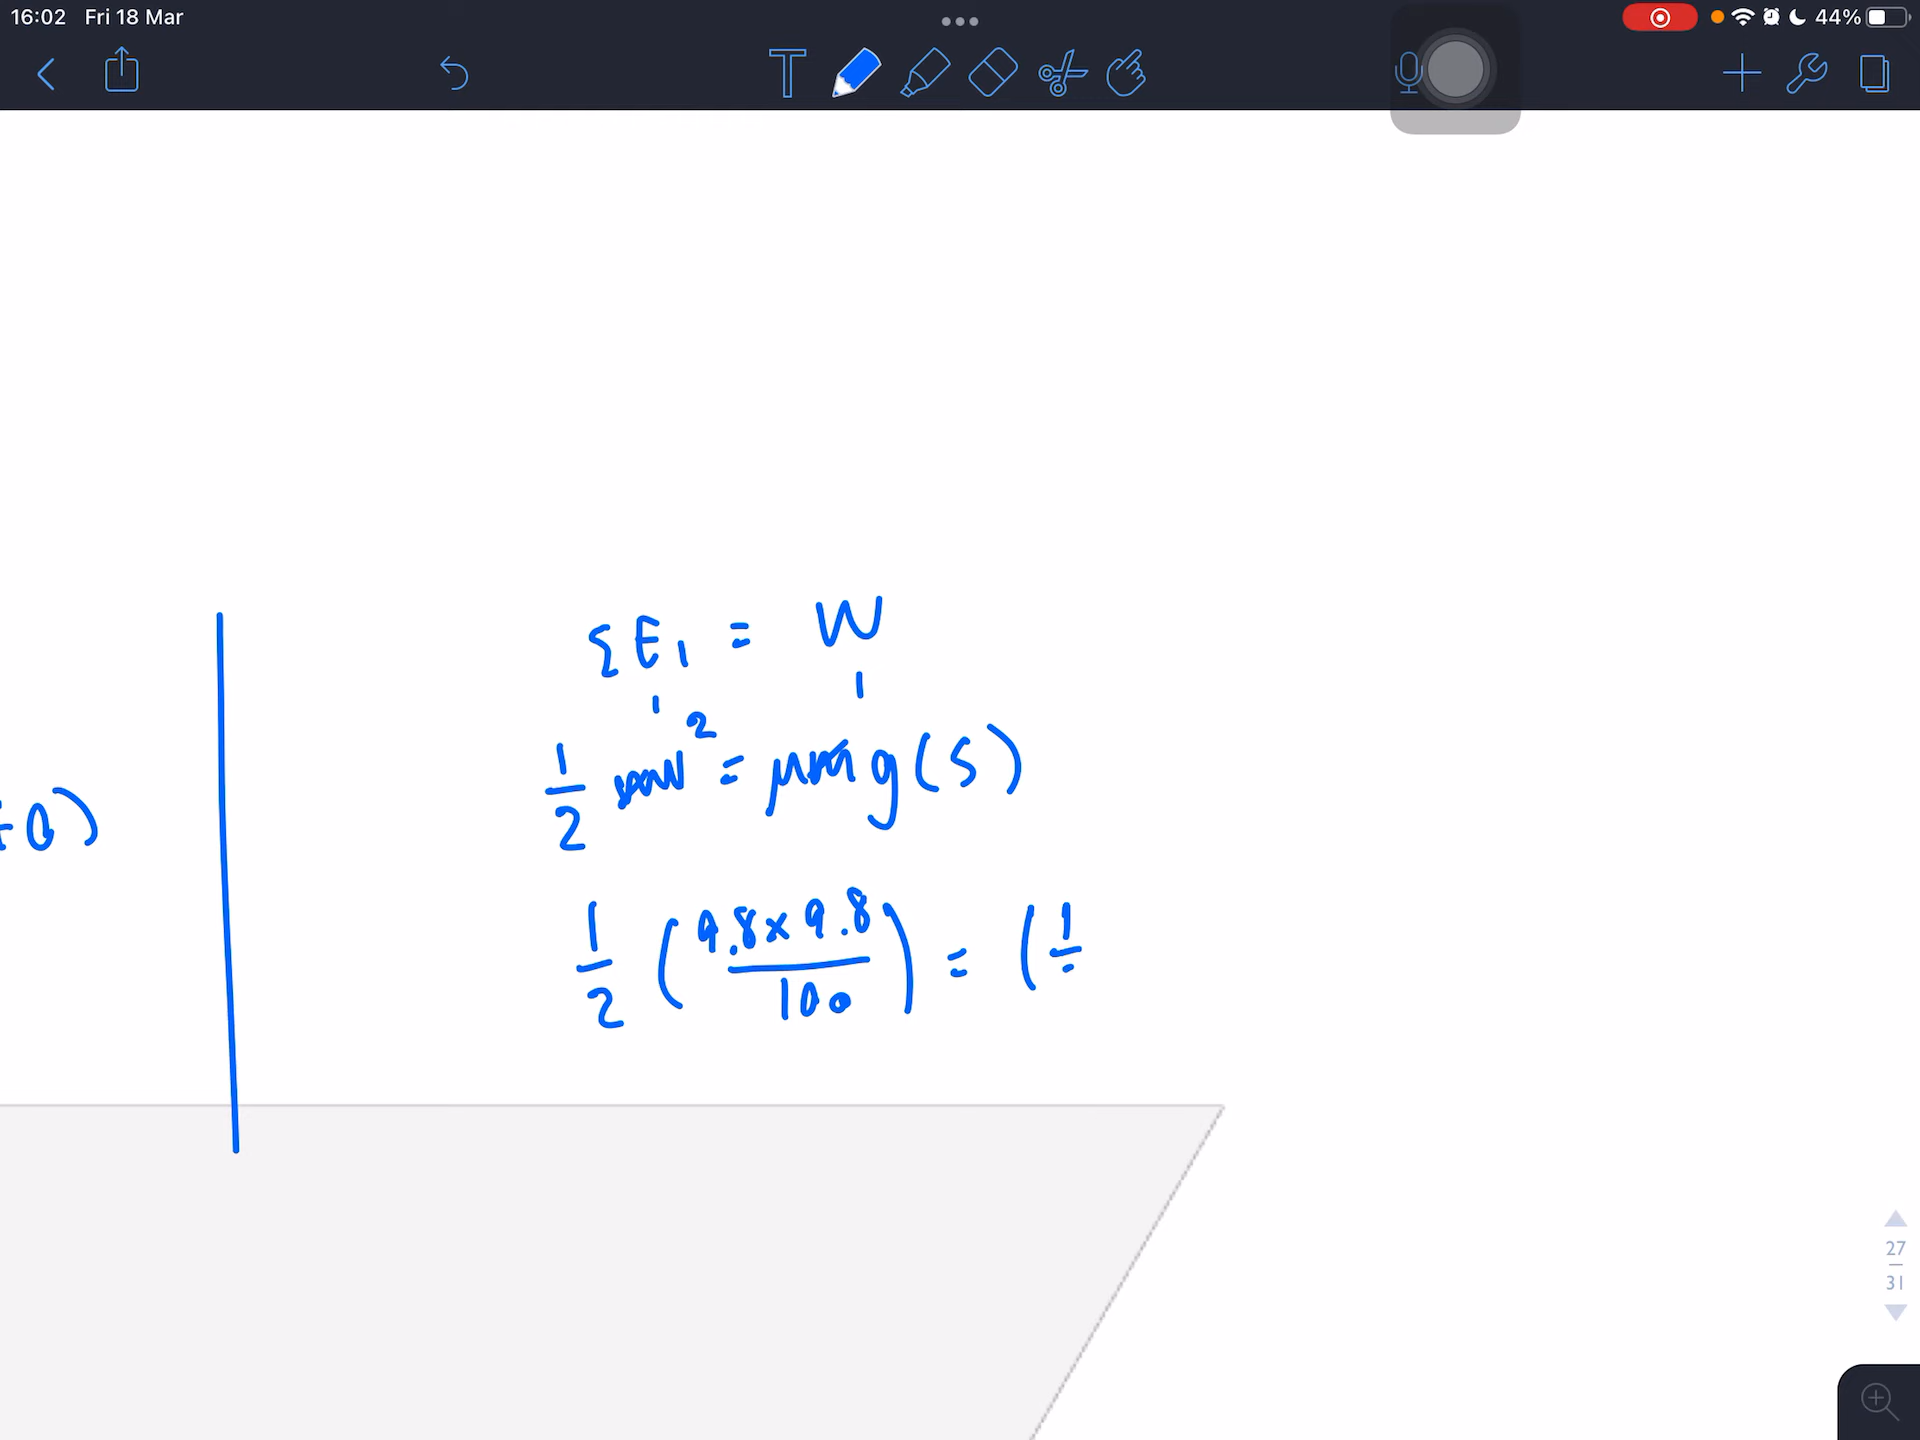 16:02 Fri 18 Mar
44%
T
ΣE₁ = W
1/2 mv² = μmg(s)
+0)
1/2 (9.8×9.8/100) = (1/
27
31